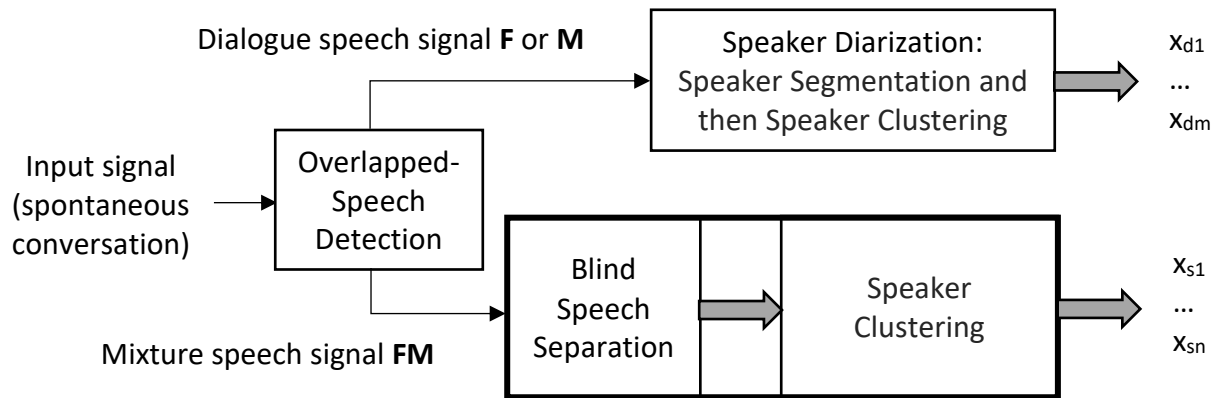 Dialogue speech signal F or M
Speaker Diarization:
Speaker Segmentation and
then Speaker Clustering
xd1
...
xdm
Input signal
(spontaneous
conversation)
Overlapped-
Speech
Detection
Mixture speech signal FM
Blind
Speech
Separation
Speaker
Clustering
xs1
...
xsn